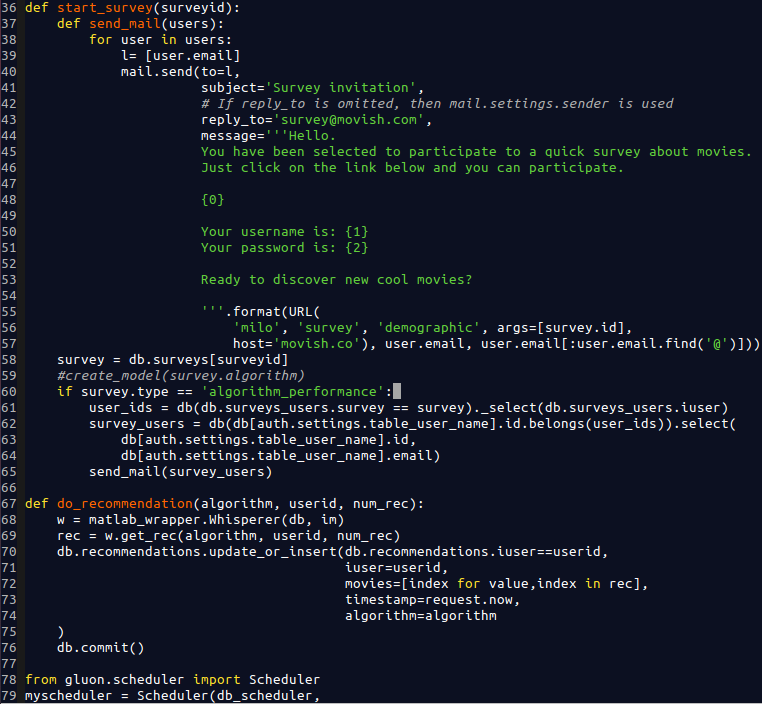 36 def start_survey(surveyid):
37     def send_mail(users):
38         for user in users:
39             l= [user.email]
40             mail.send(to=l,
41                       subject='Survey invitation',
42                       # If reply_to is omitted, then mail.settings.sender is used
43                       reply_to='survey@movish.com',
44                       message='''Hello.
45                       You have been selected to participate to a quick survey about movies.
46                       Just click on the link below and you can participate.
47
48                       {0}
49
50                       Your username is: {1}
51                       Your password is: {2}
52
53                       Ready to discover new cool movies?
54
55                       '''.format(URL(
56                           'milo', 'survey', 'demographic', args=[survey.id],
57                           host='movish.co'), user.email, user.email[:user.email.find('@')]))
58     survey = db.surveys[surveyid]
59     #create_model(survey.algorithm)
60     if survey.type == 'algorithm_performance':
61         user_ids = db(db.surveys_users.survey == survey)._select(db.surveys_users.iuser)
62         survey_users = db(db[auth.settings.table_user_name].id.belongs(user_ids)).select(
63             db[auth.settings.table_user_name].id,
64             db[auth.settings.table_user_name].email)
65         send_mail(survey_users)
66
67 def do_recommendation(algorithm, userid, num_rec):
68     w = matlab_wrapper.Whisperer(db, im)
69     rec = w.get_rec(algorithm, userid, num_rec)
70     db.recommendations.update_or_insert(db.recommendations.iuser==userid,
71                                         iuser=userid,
72                                         movies=[index for value,index in rec],
73                                         timestamp=request.now,
74                                         algorithm=algorithm
75     )
76     db.commit()
77
78 from gluon.scheduler import Scheduler
79 myscheduler = Scheduler(db_scheduler,